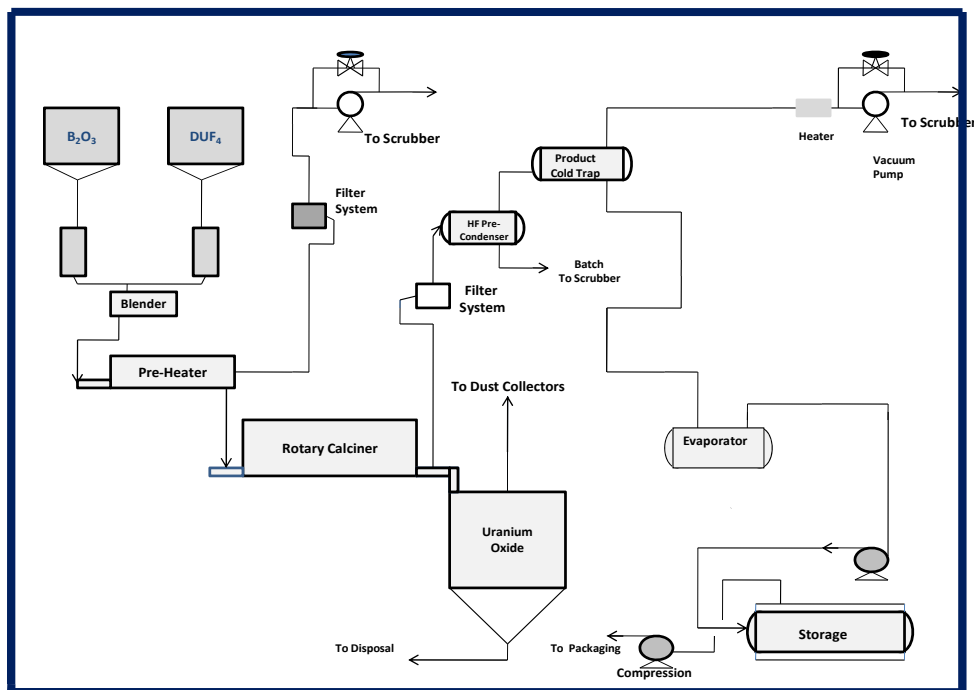 B₂O₃
DUF₄
To Scrubber
Heater
To Scrubber
Vacuum
Pump
Product
Cold Trap
Filter
System
HF Pre-
Condenser
Batch
To Scrubber
Filter
System
Blender
Pre-Heater
To Dust Collectors
Rotary Calciner
Evaporator
Uranium
Oxide
Storage
To Disposal
To Packaging
Compression